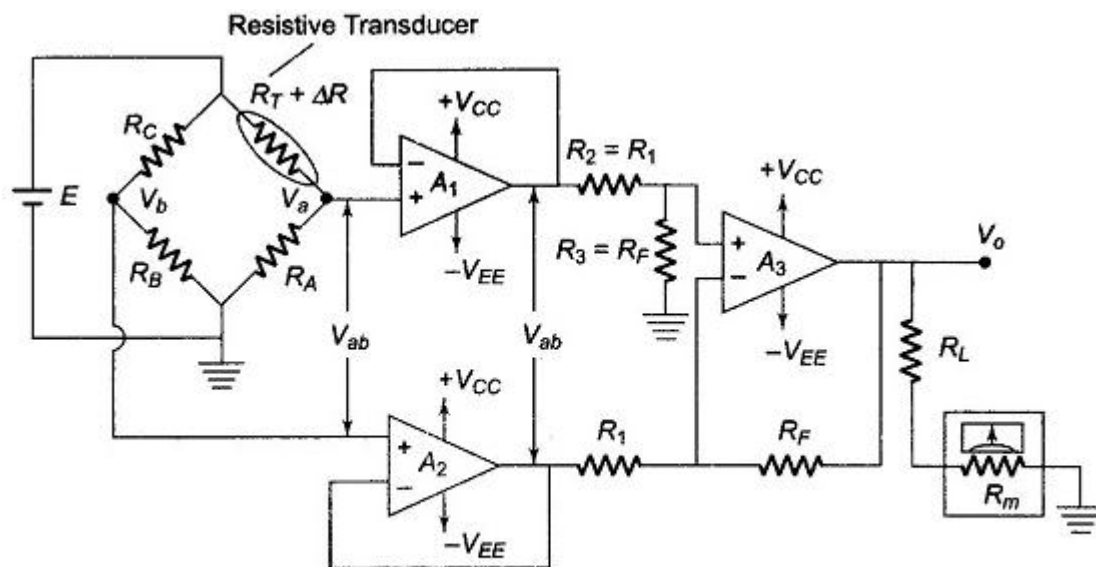 Resistive Transducer
R_T + ΔR
R_C
+V_CC
R_2 = R_1
A_1
E
V_b
V_a
+V_CC
R_3 = R_F
V_o
R_B
R_A
-V_EE
A_3
V_ab
V_ab
-V_EE
R_L
+V_CC
R_1
R_F
A_2
R_m
-V_EE